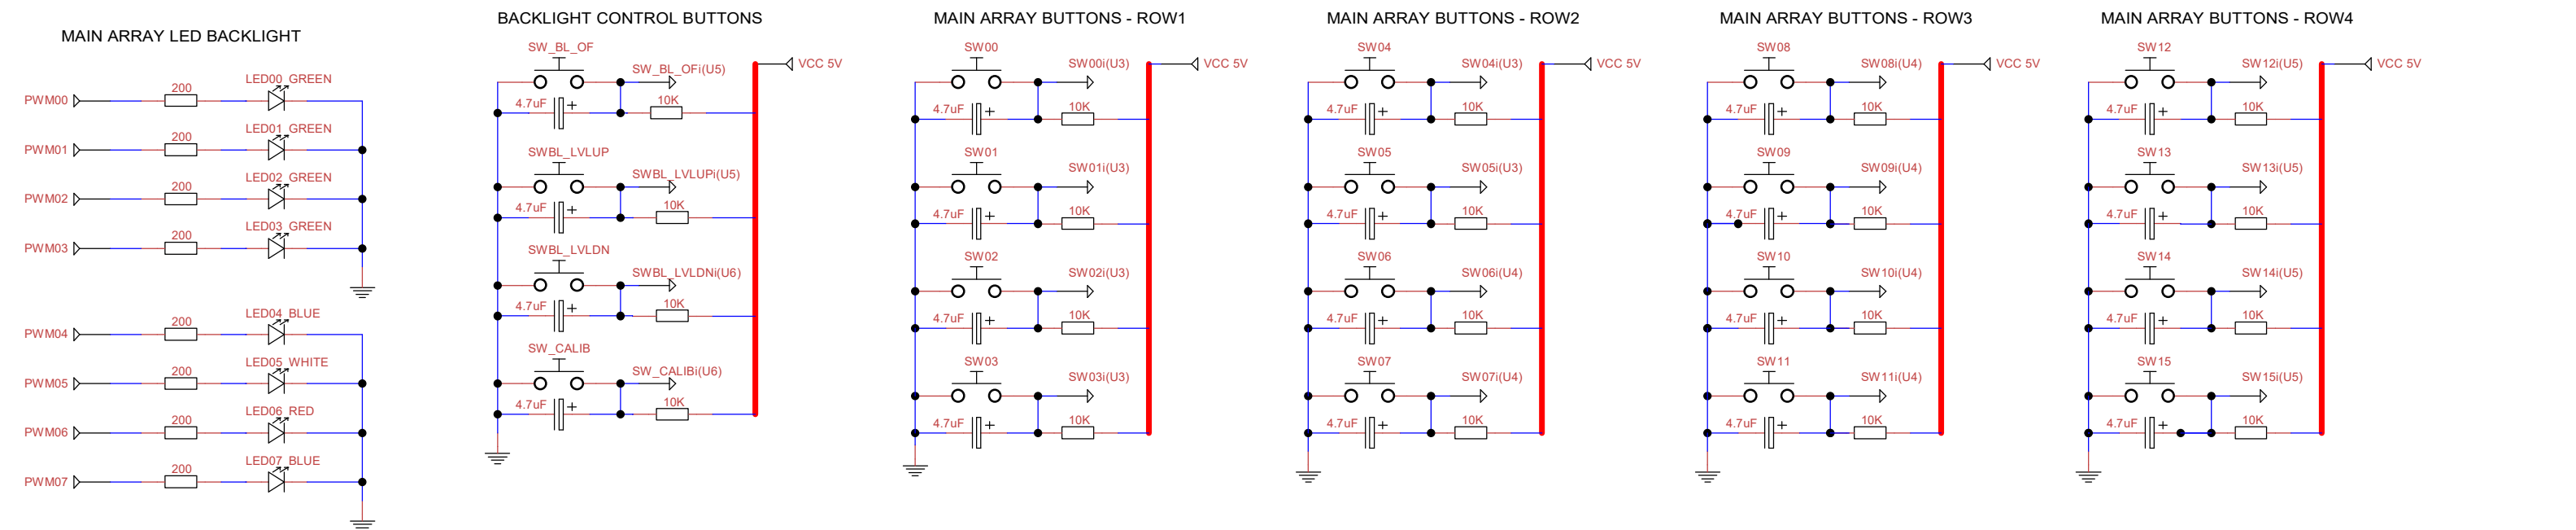 MAIN ARRAY LED BACKLIGHT
LED00_GREEN
200
PWM00
LED01_GREEN
200
PWM01
LED02_GREEN
200
PWM02
LED03_GREEN
200
PWM03
LED04_BLUE
200
PWM04
LED05_WHITE
200
PWM05
LED06_RED
200
PWM06
LED07_BLUE
200
PWM07
BACKLIGHT CONTROL BUTTONS
SW_BL_OF
VCC 5V
SW_BL_OFi(U5)
4.7uF
+
10K
SWBL_LVLUP
SWBL_LVLUPi(U5)
4.7uF
+
10K
SWBL_LVLDN
SWBL_LVLDNi(U6)
4.7uF
+
10K
SW_CALIB
SW_CALIBi(U6)
4.7uF
+
10K
MAIN ARRAY BUTTONS - ROW1
SW00
SW00i(U3)
VCC 5V
4.7uF
+
10K
SW01
SW01i(U3)
4.7uF
+
10K
SW02
SW02i(U3)
4.7uF
+
10K
SW03
SW03i(U3)
4.7uF
+
10K
MAIN ARRAY BUTTONS - ROW2
SW04
SW04i(U3)
VCC 5V
4.7uF
+
10K
SW05
SW05i(U3)
4.7uF
+
10K
SW06
SW06i(U4)
4.7uF
+
10K
SW07
SW07i(U4)
4.7uF
+
10K
MAIN ARRAY BUTTONS - ROW3
SW08
SW08i(U4)
VCC 5V
4.7uF
+
10K
SW09
SW09i(U4)
4.7uF
+
10K
SW10
SW10i(U4)
4.7uF
+
10K
SW11
SW11i(U4)
4.7uF
+
10K
MAIN ARRAY BUTTONS - ROW4
SW12
SW12i(U5)
VCC 5V
4.7uF
+
10K
SW13
SW13i(U5)
4.7uF
+
10K
SW14
SW14i(U5)
4.7uF
+
10K
SW15
SW15i(U5)
4.7uF
+
10K